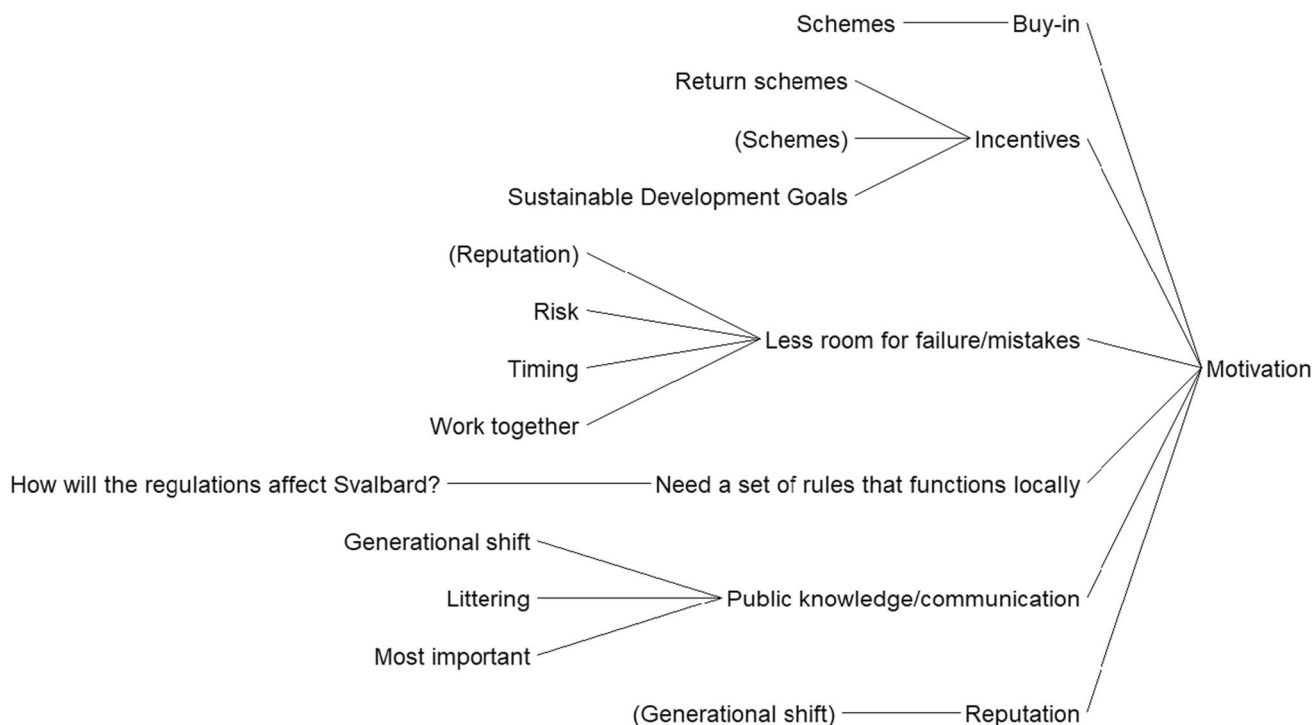 Schemes
Buy-in
Return schemes
(Schemes)
Incentives
Sustainable Development Goals
(Reputation)
Risk
Less room for failure/mistakes
Timing
Motivation
Work together
How will the regulations affect Svalbard?
Need a set of rules that functions locally
Generational shift
Littering
Public knowledge/communication
Most important
(Generational shift)
Reputation